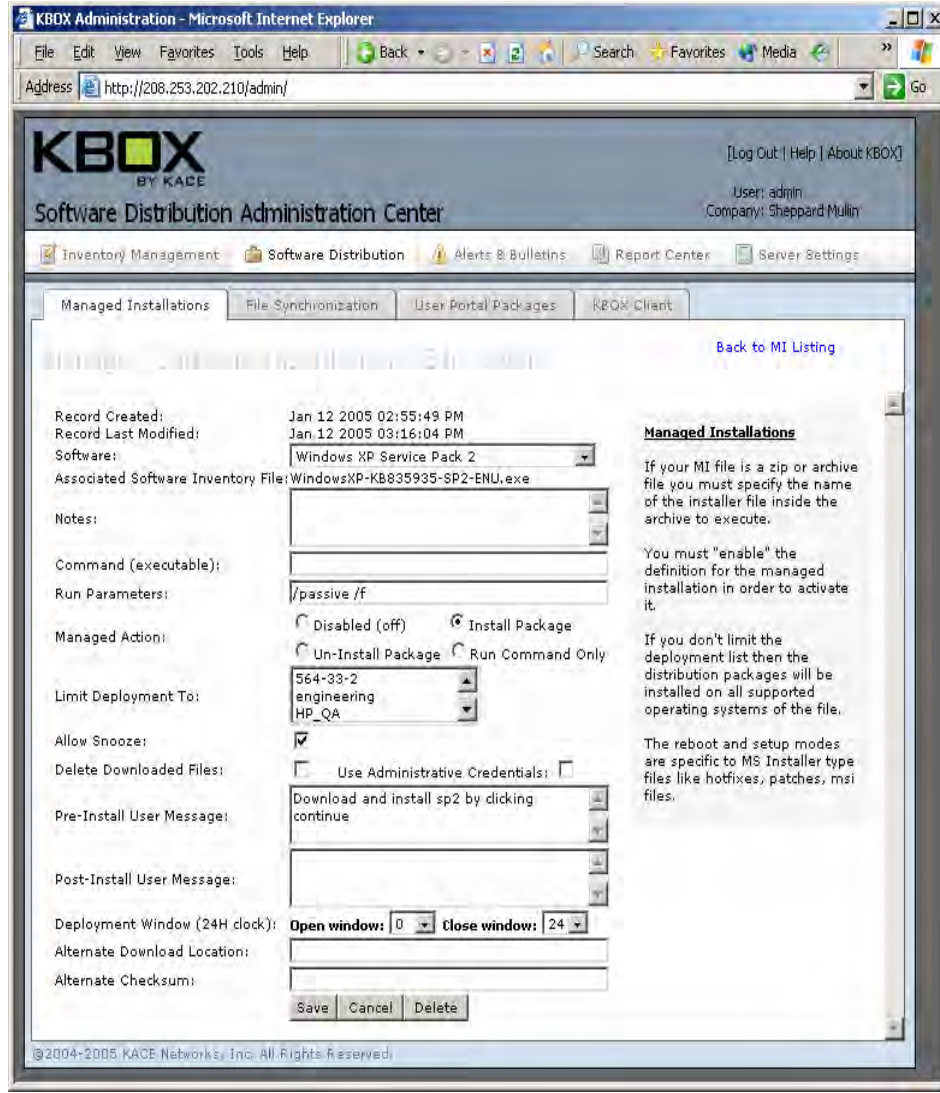 KBOX Administration - Microsoft Internet Explorer
File Edit View Favorites Tools Help Back Search Favorites Media »
Address http://208.253.202.210/admin/ Go
KBOX
BY KACE
[Log Out | Help | About KBOX]
User: admin
Software Distribution Administration Center
Company: Sheppard Mullin
Inventory Management Software Distribution Alerts & Bulletins Report Center Server Settings
Managed Installations File Synchronization User Portal Packages KBOX Client
Back to MI Listing
Record Created: Jan 12 2005 02:55:49 PM
Record Last Modified: Jan 12 2005 03:16:04 PM
Software: Windows XP Service Pack 2
Associated Software Inventory File: WindowsXP-KB835935-SP2-ENU.exe
Notes:
Command (executable):
Run Parameters: /passive /f
Managed Action: Disabled (off) Install Package
Un-Install Package Run Command Only
Limit Deployment To: 564-33-2
engineering
HP_QA
Allow Snooze:
Delete Downloaded Files: Use Administrative Credentials:
Pre-Install User Message: Download and install sp2 by clicking
continue
Post-Install User Message:
Deployment Window (24H clock): Open window: 0 Close window: 24
Alternate Download Location:
Alternate Checksum:
Save Cancel Delete
Managed Installations
If your MI file is a zip or archive
file you must specify the name
of the installer file inside the
archive to execute.
You must "enable" the
definition for the managed
installation in order to activate
it.
If you don't limit the
deployment list then the
distribution packages will be
installed on all supported
operating systems of the file.
The reboot and setup modes
are specific to MS Installer type
files like hotfixes, patches, msi
files.
©2004-2005 KACE Networks, Inc. All Rights Reserved.